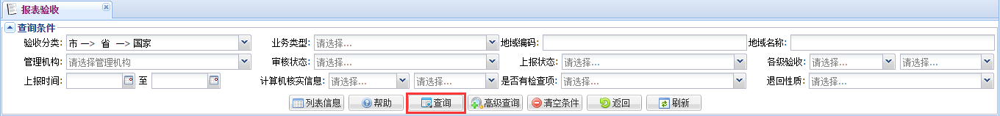 报表验收
查询条件
验收分类: 市 —> 省 —> 国家 业务类型: 请选择... 地域编码: 地域名称:
管理机构: 请选择管理机构 审核状态: 请选择... 上报状态: 请选择... 各级验收: 请选择... 请选择...
上报时间: 至 计算机核实信息: 请选择... 请选择... 是否有检查项: 请选择... 退回性质: 请选择...
列表信息 帮助 查询 高级查询 清空条件 返回 刷新